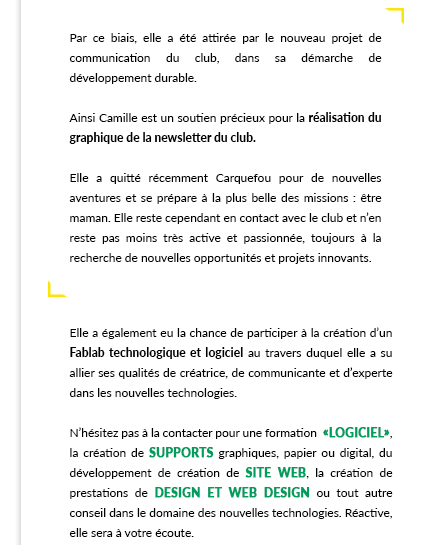 Par ce biais, elle a été attirée par le nouveau projet de
communication du club, dans sa démarche de
développement durable.
Ainsi Camille est un soutien précieux pour la réalisation du
graphique de la newsletter du club.
Elle a quitté récemment Carquefou pour de nouvelles
aventures et se prépare à la plus belle des missions : être
maman. Elle reste cependant en contact avec le club et n’en
reste pas moins très active et passionnée, toujours à la
recherche de nouvelles opportunités et projets innovants.
Elle a également eu la chance de participer à la création d’un
Fablab technologique et logiciel au travers duquel elle a su
allier ses qualités de créatrice, de communicante et d’experte
dans les nouvelles technologies.
N’hésitez pas à la contacter pour une formation «LOGICIEL»,
la création de SUPPORTS graphiques, papier ou digital, du
développement de création de SITE WEB, la création de
prestations de DESIGN ET WEB DESIGN ou tout autre
conseil dans le domaine des nouvelles technologies. Réactive,
elle sera à votre écoute.